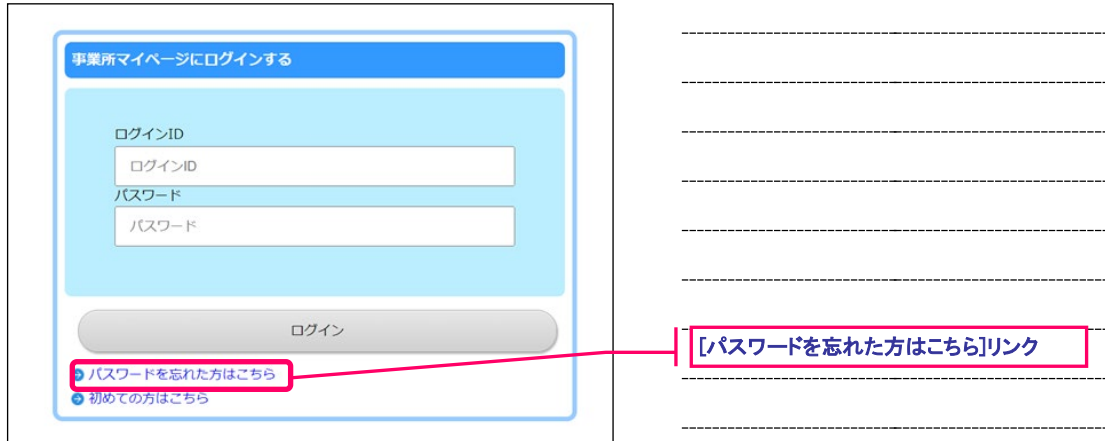 事業所マイページにログインする
ログインID
ログインID
パスワード
パスワード
ログイン
パスワードを忘れた方はこちら
初めての方はこちら
[パスワードを忘れた方はこちら]リンク